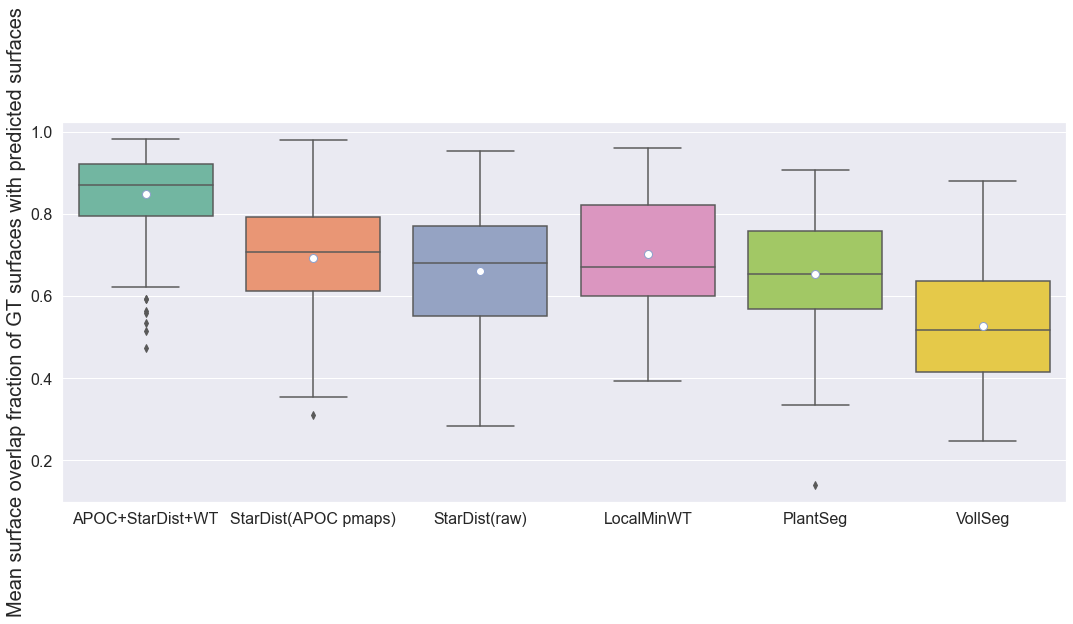 Mean surface overlap fraction of GT surfaces with predicted surfaces
1.0
0.8
0.6
0.4
0.2
APOC+StarDist+WT StarDist(APOC pmaps) StarDist(raw) LocalMinWT PlantSeg VollSeg